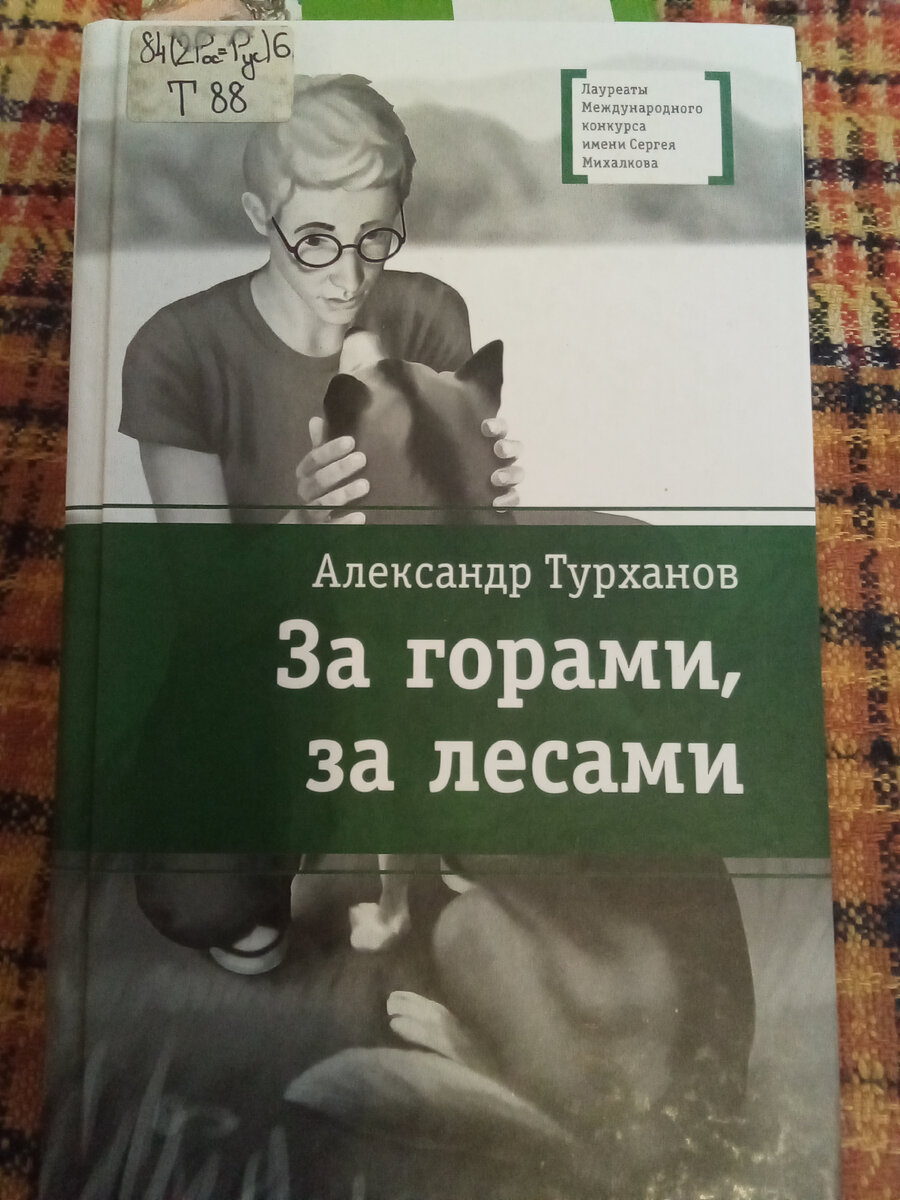 84(2Рос=Рус)6
Т 88
Лауреаты
Международного
конкурса
имени Сергея
Михалкова
Александр Турханов
За горами,
за лесами